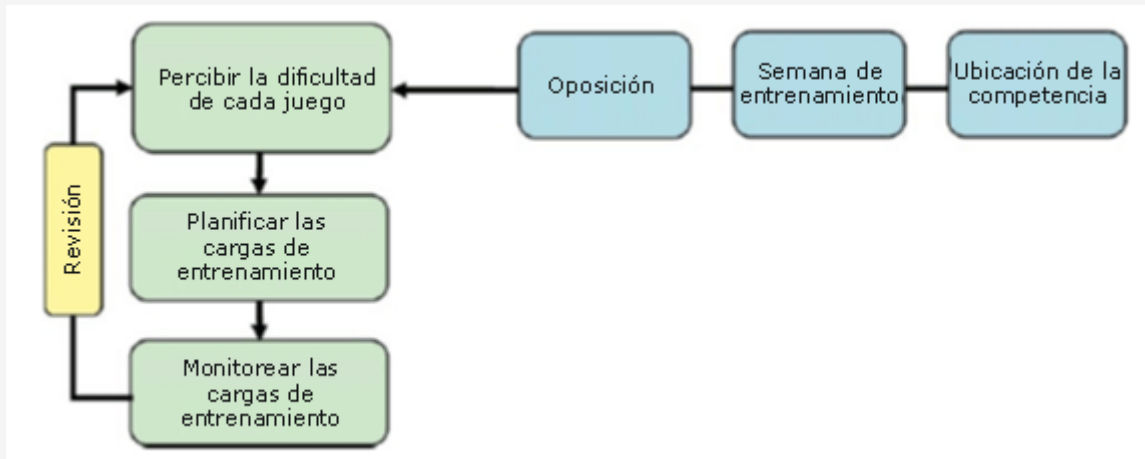 Percibir la dificultad
de cada juego
Oposición
Semana de
entrenamiento
Ubicación de la
competencia
Revisión
Planificar las
cargas de
entrenamiento
Monitorear las
cargas de
entrenamiento